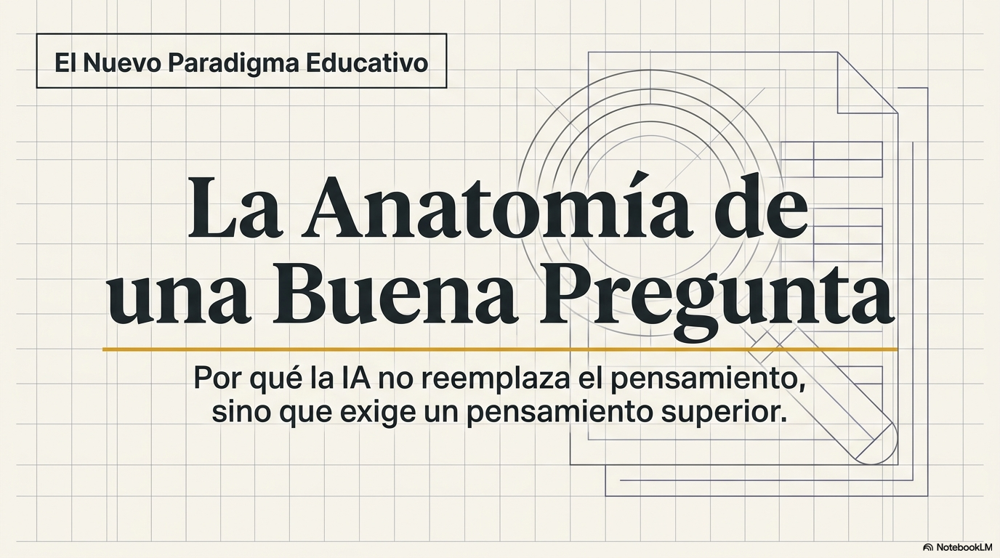 El Nuevo Paradigma Educativo
La Anatomía de
una Buena Pregunta
Por qué la IA no reemplaza el pensamiento,
sino que exige un pensamiento superior.
NotebookLM